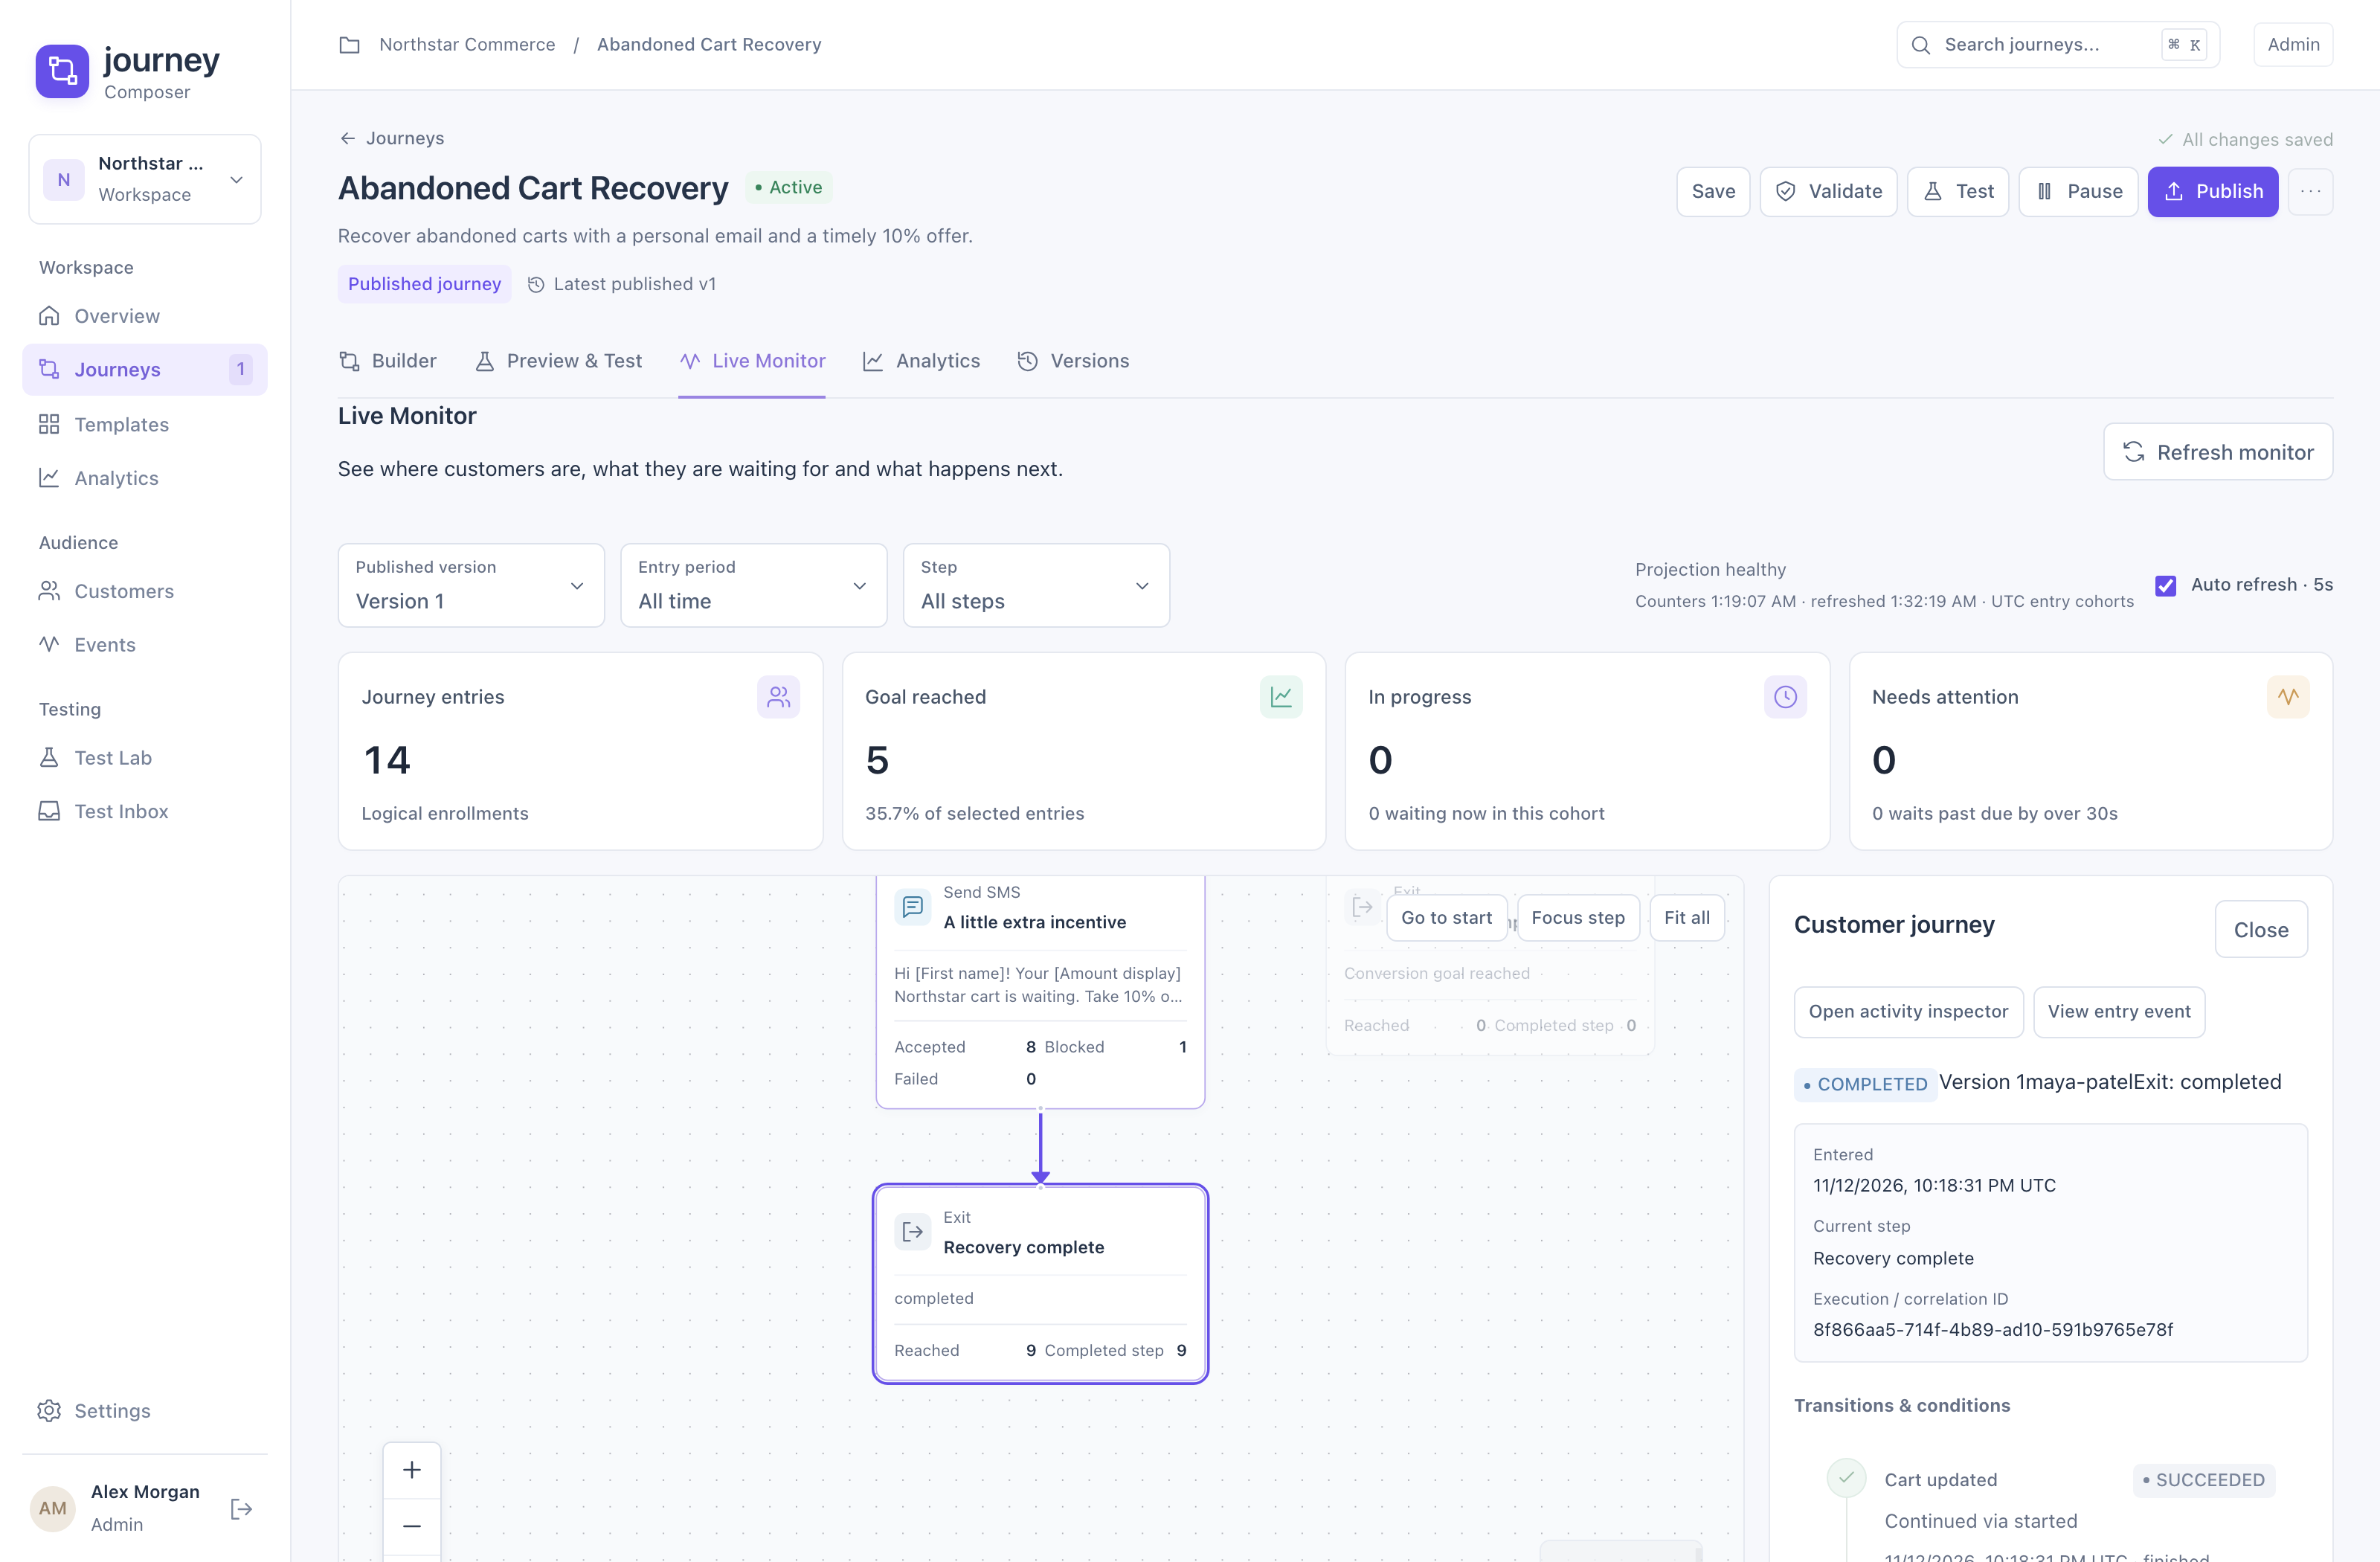 journey
Composer
N
Northstar ...
Workspace
Workspace
Overview
Journeys 1
Templates
Analytics
Audience
Customers
Events
Testing
Test Lab
Test Inbox
Settings
AM
Alex Morgan
Admin
Northstar Commerce / Abandoned Cart Recovery
Search journeys... ⌘ K
Admin
← Journeys
All changes saved
Abandoned Cart Recovery
• Active
Save
Validate
Test
Pause
Publish
...
Recover abandoned carts with a personal email and a timely 10% offer.
Published journey
Latest published v1
Builder
Preview & Test
Live Monitor
Analytics
Versions
Live Monitor
See where customers are, what they are waiting for and what happens next.
Refresh monitor
Published version
Version 1
Entry period
All time
Step
All steps
Projection healthy
Counters 1:19:07 AM · refreshed 1:32:19 AM · UTC entry cohorts
Auto refresh · 5s
Journey entries
14
Logical enrollments
Goal reached
5
35.7% of selected entries
In progress
0
0 waiting now in this cohort
Needs attention
0
0 waits past due by over 30s
Send SMS
A little extra incentive
Hi [First name]! Your [Amount display]
Northstar cart is waiting. Take 10% o...
Accepted 8 Blocked 1
Failed 0
Exit
Go to start
Focus step
Fit all
Conversion goal reached
Reached 0 Completed step 0
Exit
Recovery complete
completed
Reached 9 Completed step 9
+
−
Customer journey
Close
Open activity inspector
View entry event
• COMPLETED Version 1maya-patelExit: completed
Entered
11/12/2026, 10:18:31 PM UTC
Current step
Recovery complete
Execution / correlation ID
8f866aa5-714f-4b89-ad10-591b9765e78f
Transitions & conditions
Cart updated
• SUCCEEDED
Continued via started
11/12/2026, 10:18:31 PM UTC finished